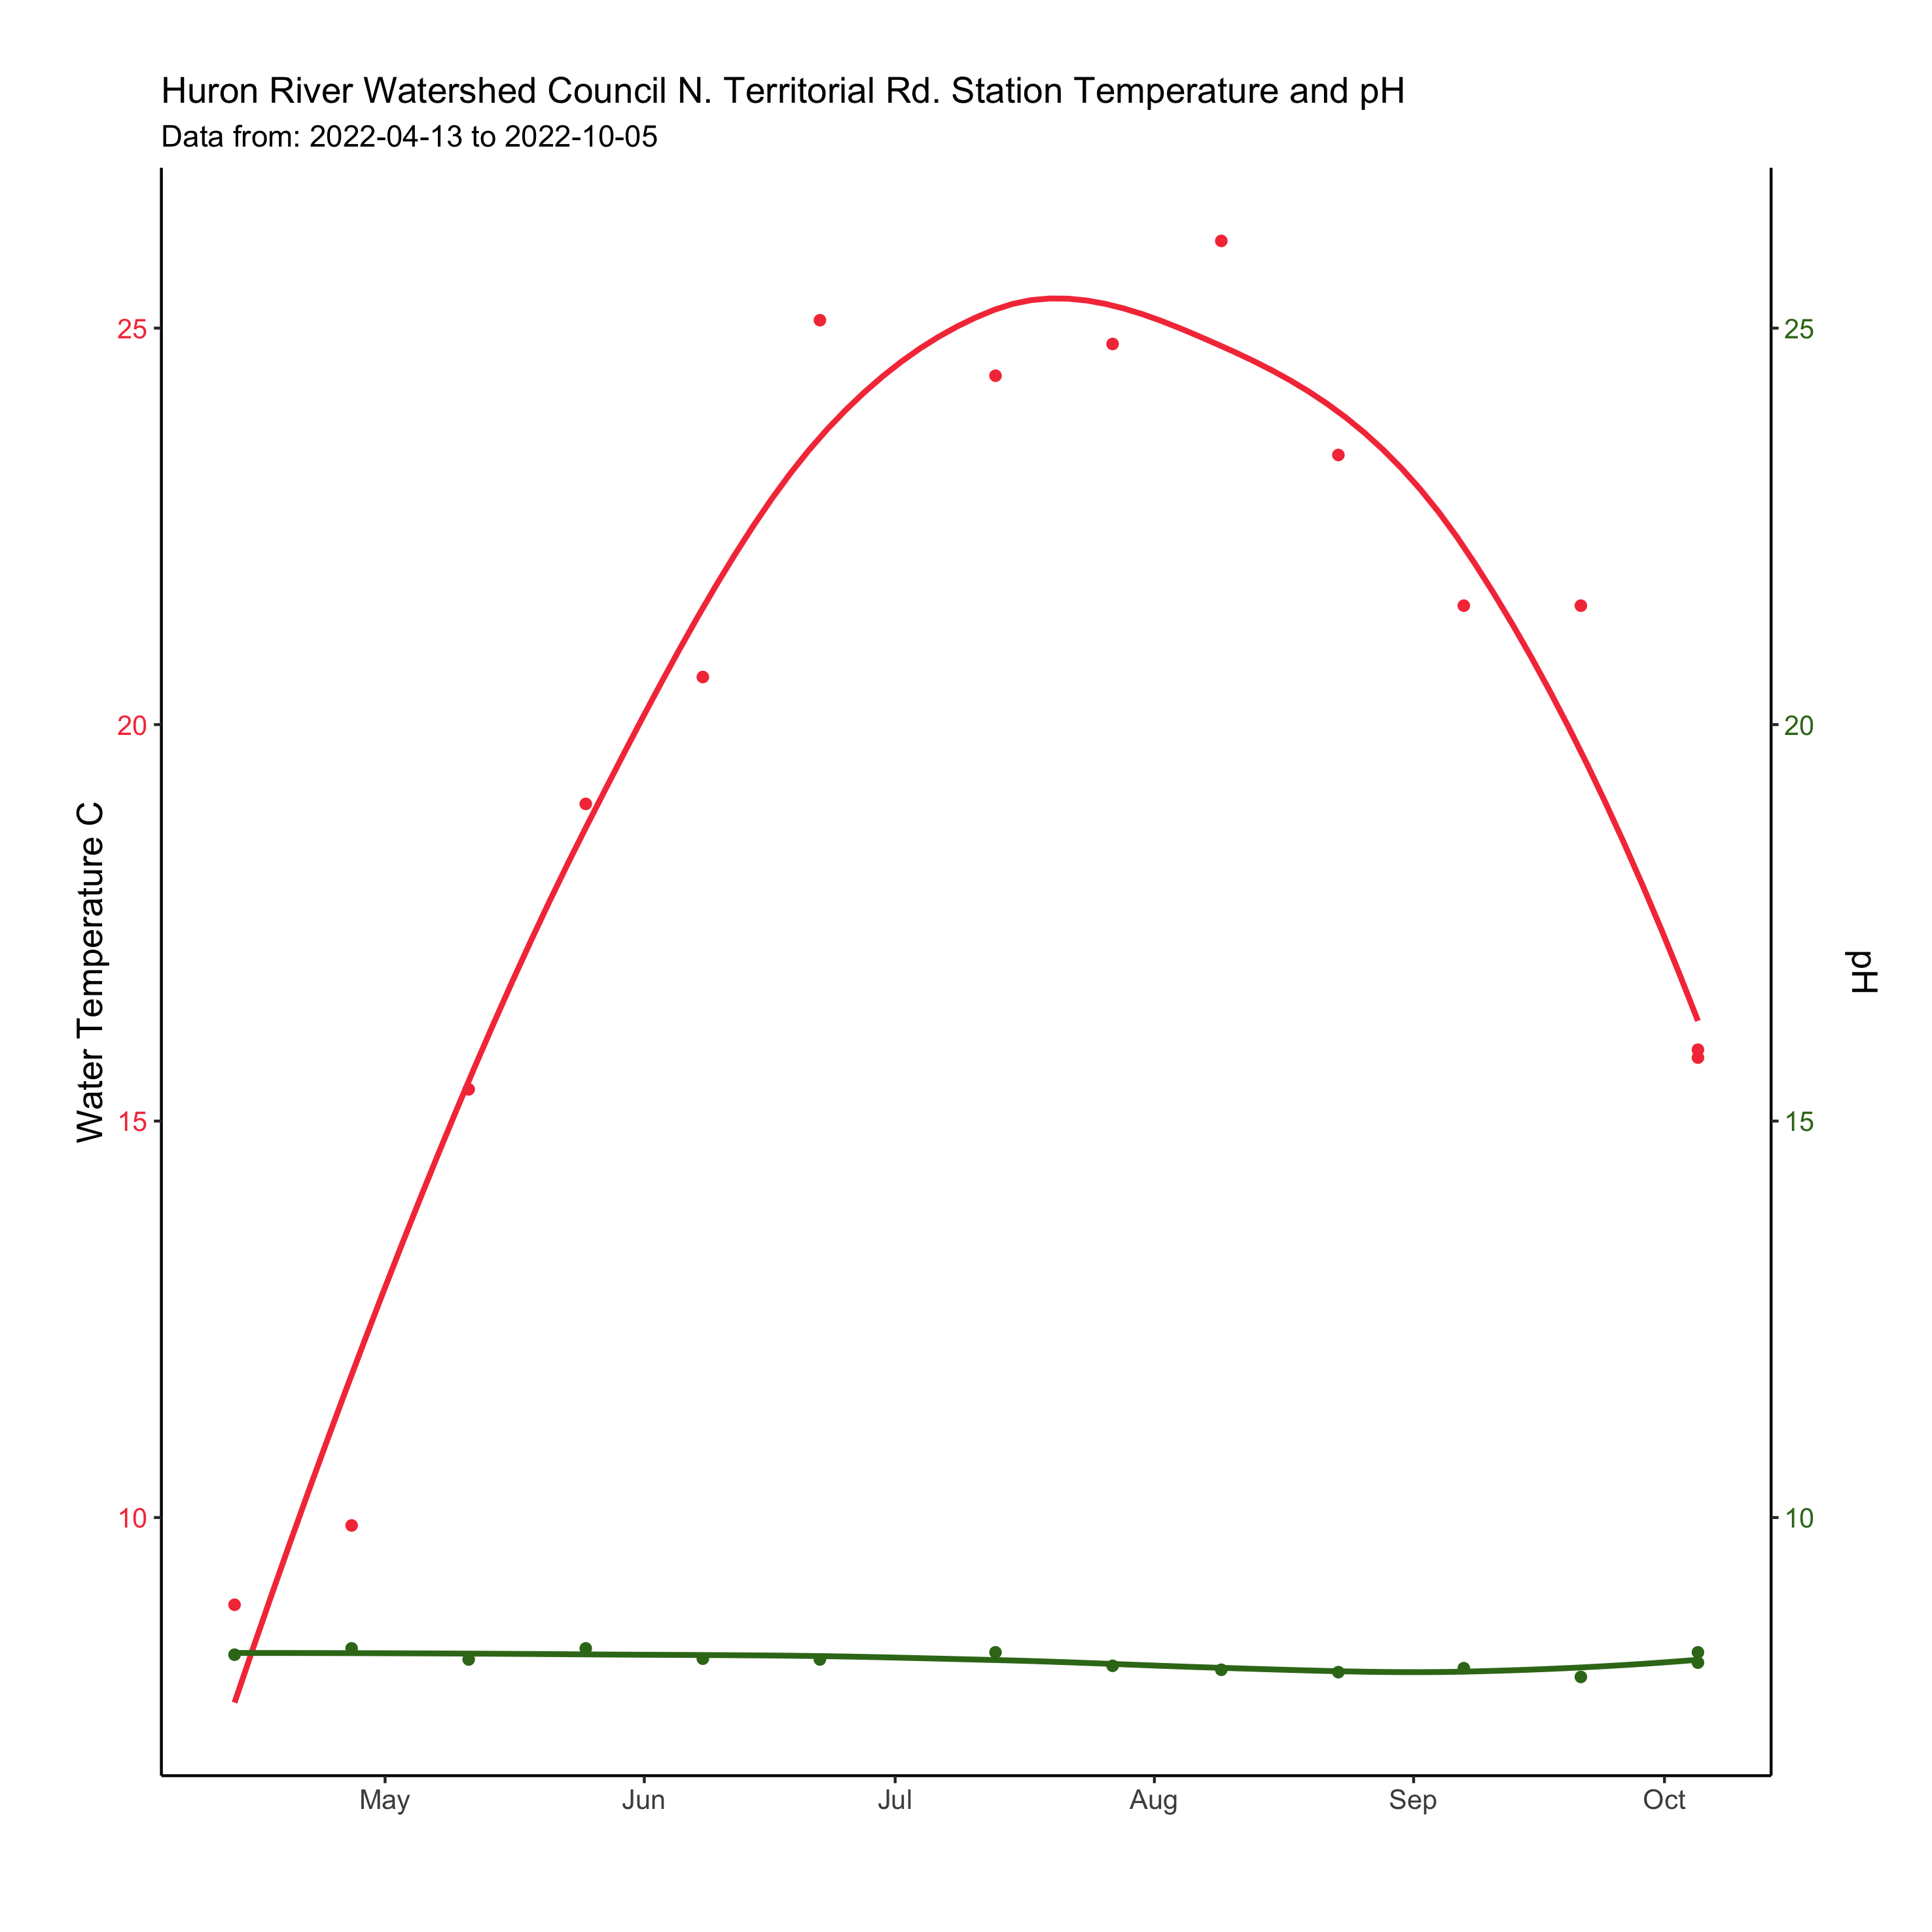 Huron River Watershed Council N. Territorial Rd. Station Temperature and pH
Data from: 2022-04-13 to 2022-10-05
Water Temperature C
25
20
15
10
25
20
15
10
pH
May Jun Jul Aug Sep Oct